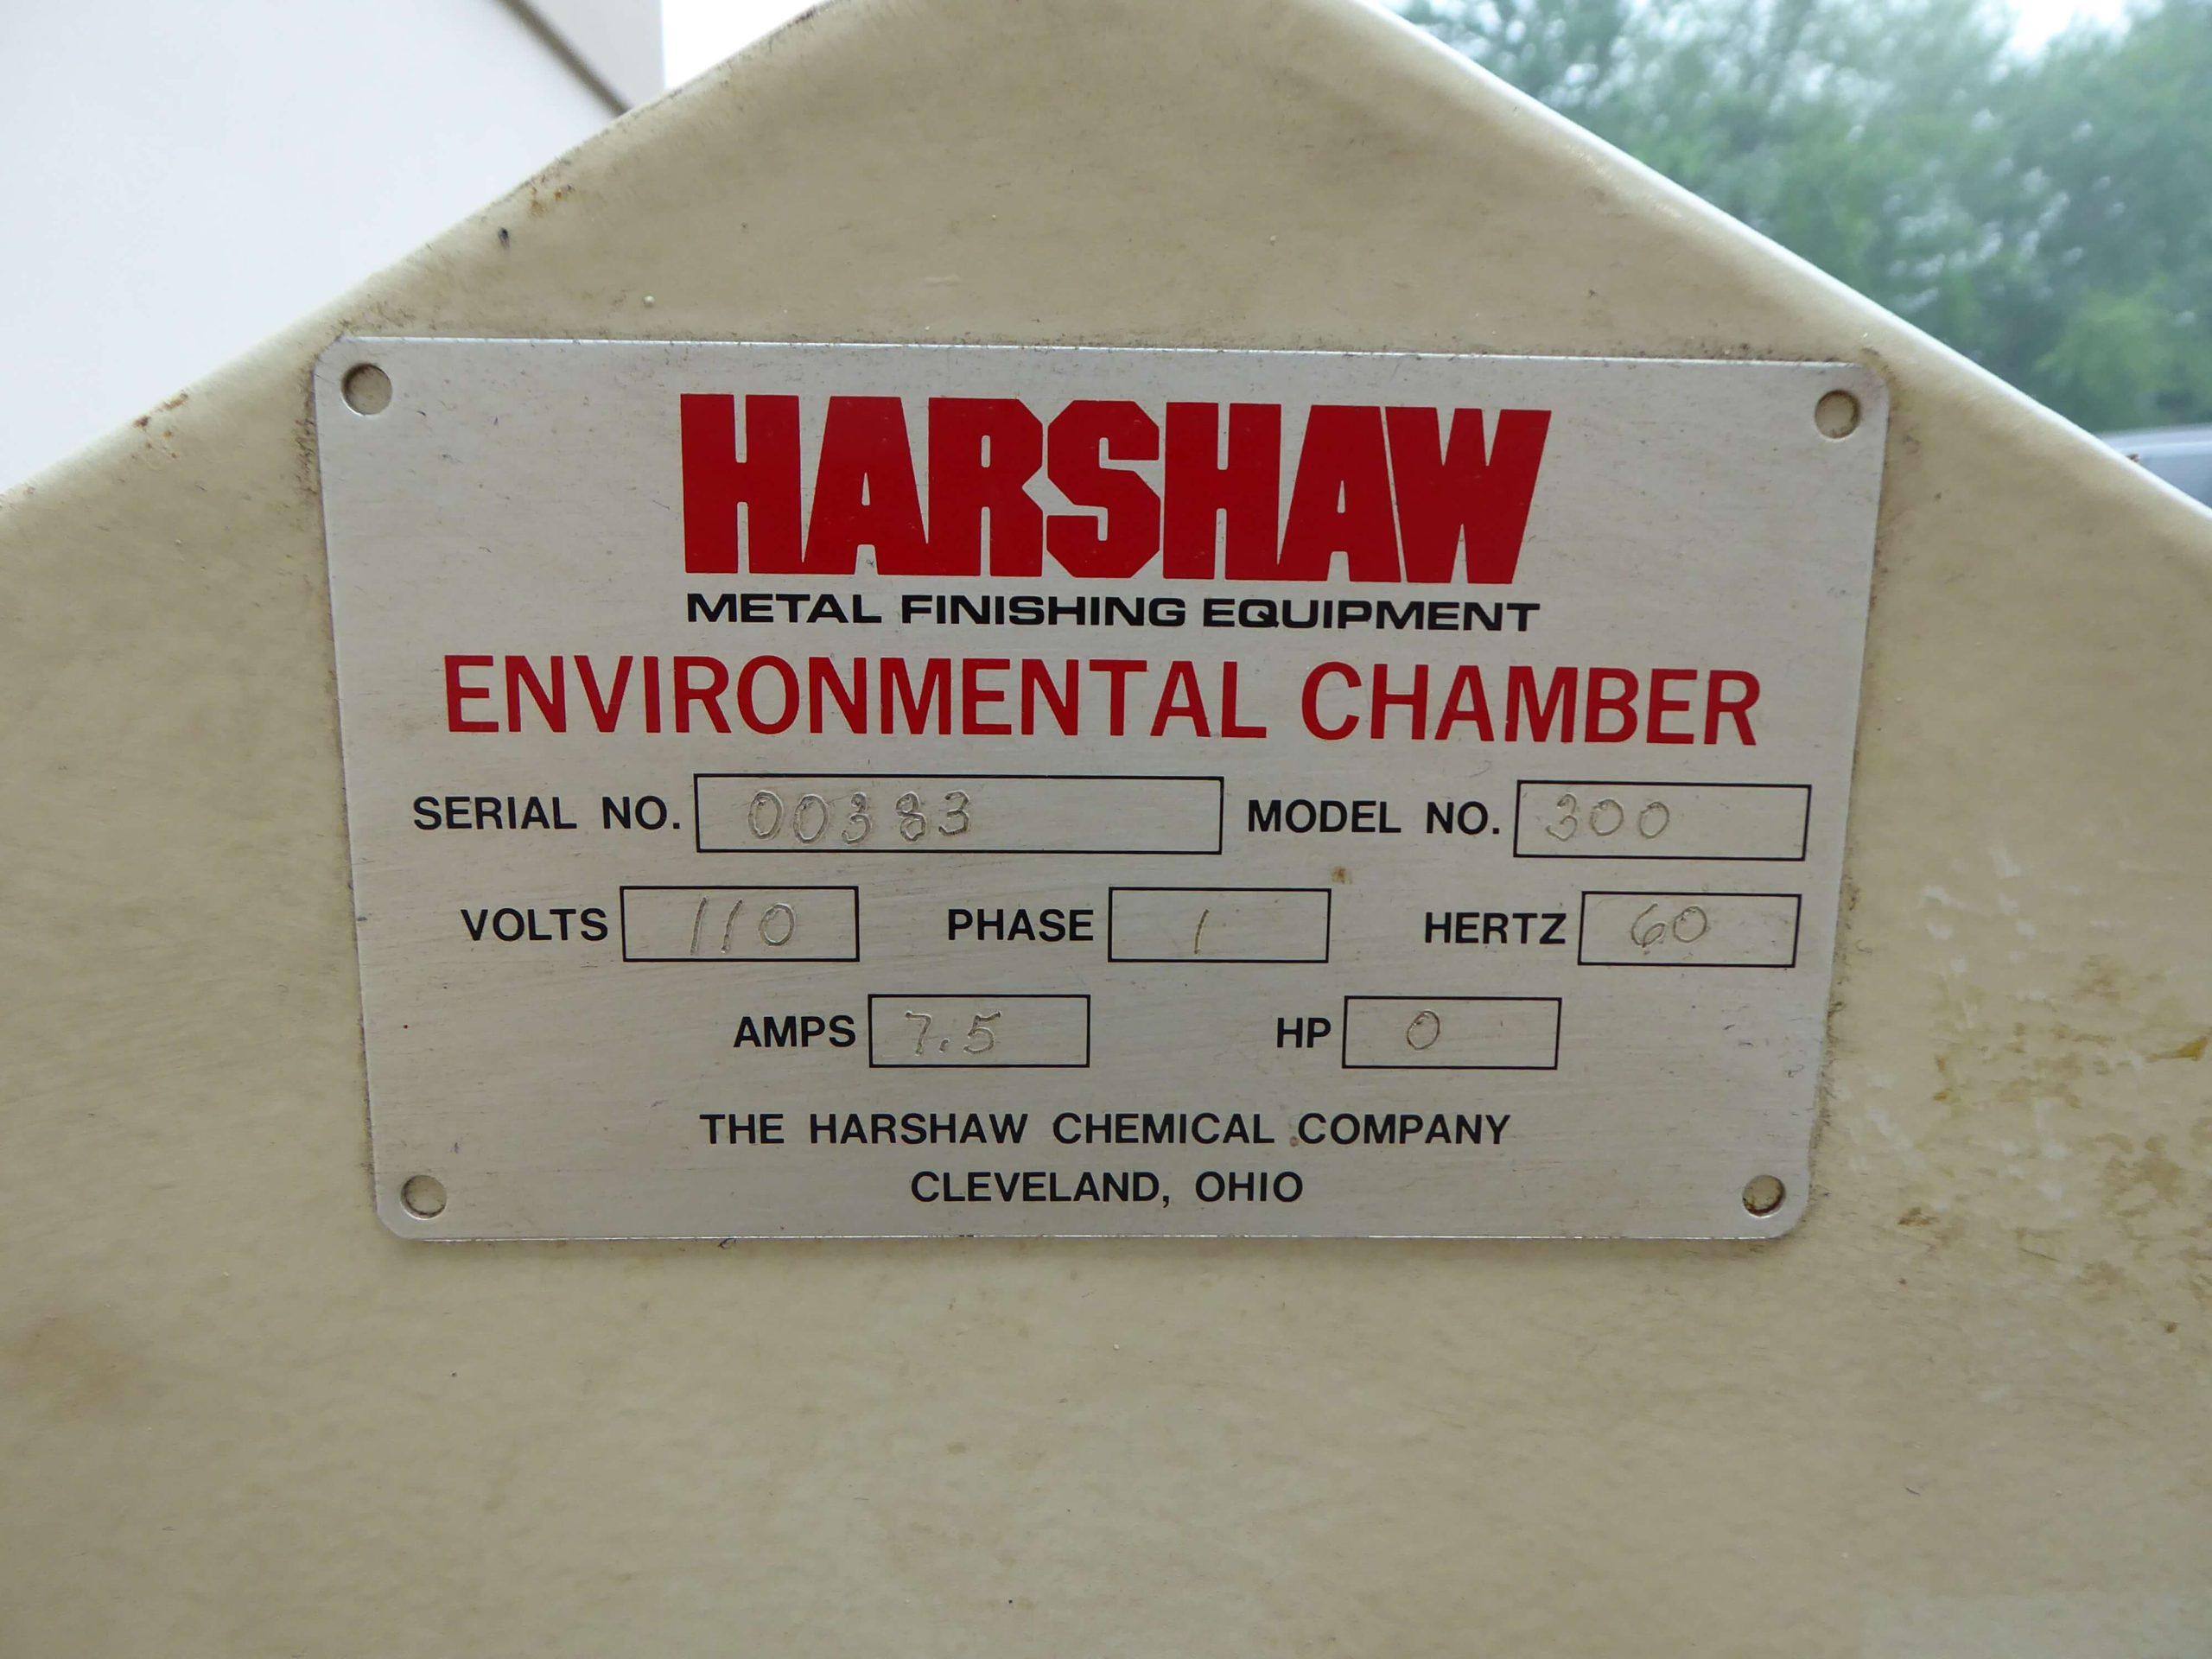 HARSHAW
METAL FINISHING EQUIPMENT
ENVIRONMENTAL CHAMBER
SERIAL NO. 00383 MODEL NO. 300
VOLTS 110 PHASE 1 HERTZ 60
AMPS 7.5 HP 0
THE HARSHAW CHEMICAL COMPANY
CLEVELAND, OHIO